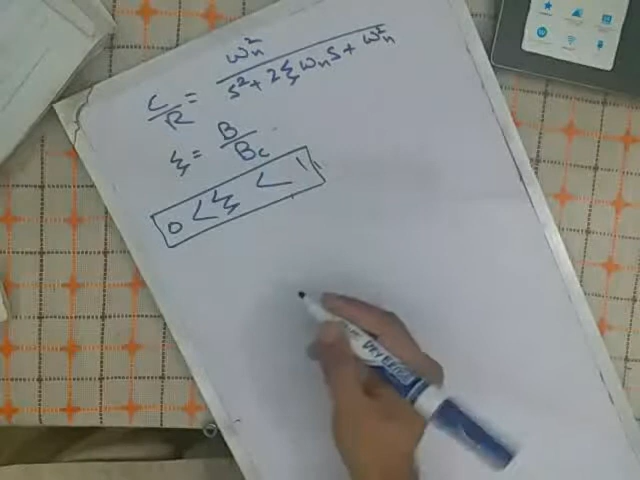 C/R = ωn²/(s² + 2ξωns + ωn²)
ξ = B/Bc
0 < ξ < 1